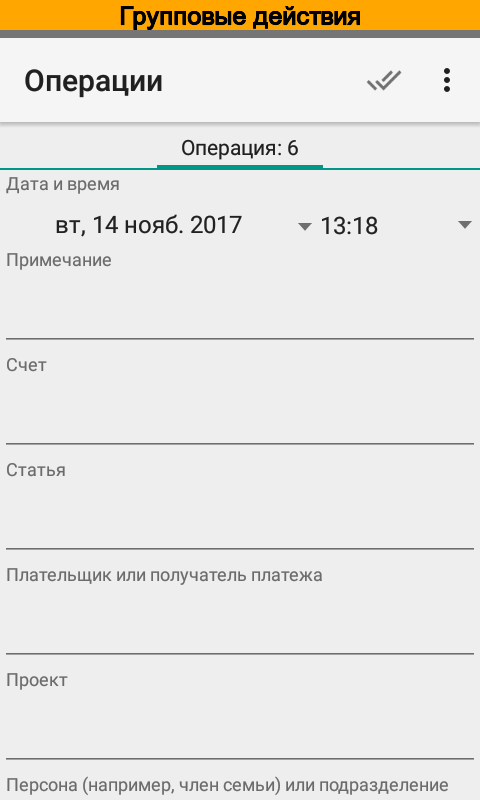 Групповые действия
Операции
Операция: 6
Дата и время
вт, 14 нояб. 2017 13:18
Примечание
Счет
Статья
Плательщик или получатель платежа
Проект
Персона (например, член семьи) или подразделение